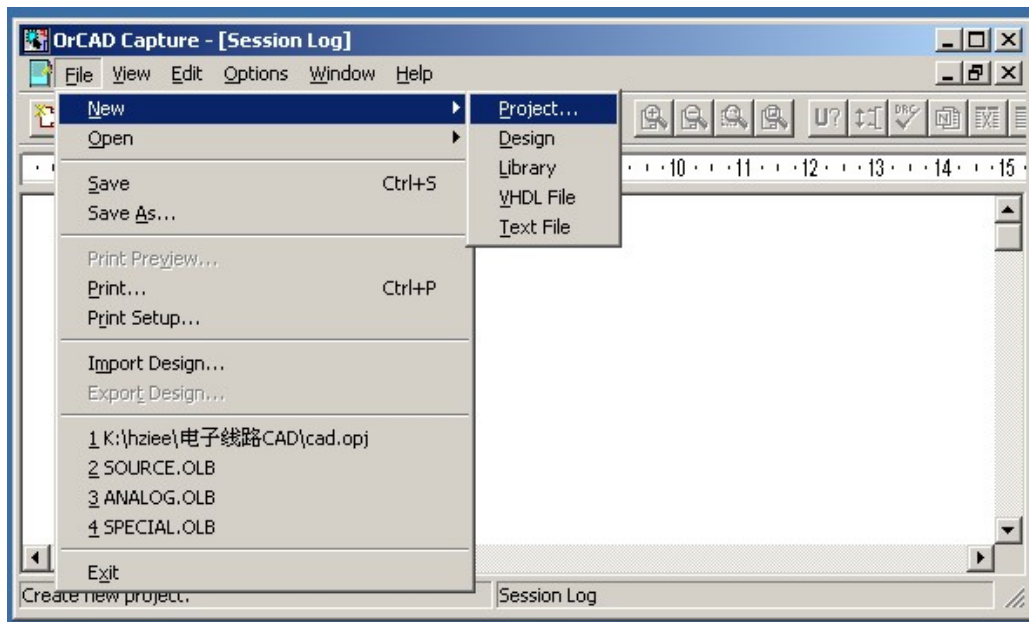 OrCAD Capture - [Session Log]
File View Edit Options Window Help
New
Open
Save Ctrl+S
Save As...
Print Preview...
Print... Ctrl+P
Print Setup...
Import Design...
Export Design...
1 K:\hziee\电子线路CAD\cad.opj
2 SOURCE.OLB
3 ANALOG.OLB
4 SPECIAL.OLB
Exit
Project...
Design
Library
VHDL File
Text File
U? DRC N
10 11 12 13 14 15
Create new project. Session Log